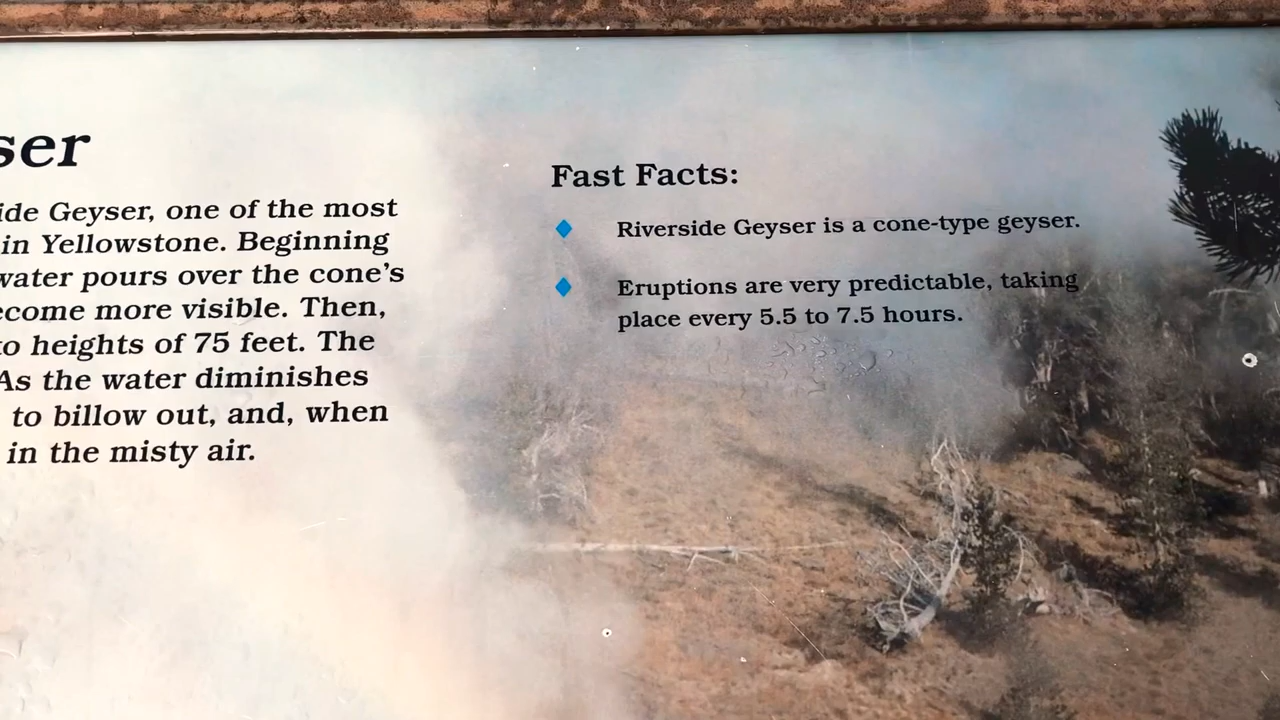 ser
ide Geyser, one of the most
in Yellowstone. Beginning
water pours over the cone's
ecome more visible. Then,
to heights of 75 feet. The
As the water diminishes
to billow out, and, when
in the misty air.
Fast Facts:
Riverside Geyser is a cone-type geyser.
Eruptions are very predictable, taking
place every 5.5 to 7.5 hours.